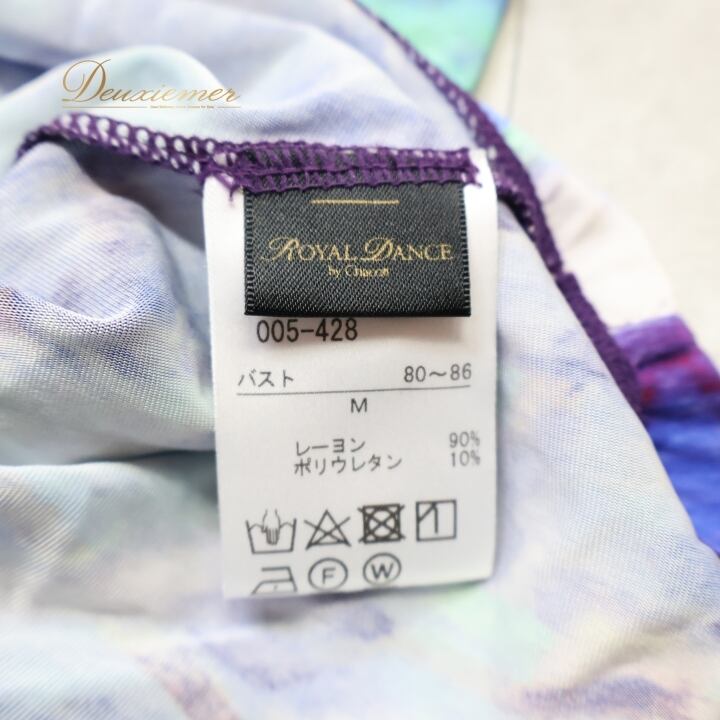 Deuxiemer
ROYAL DANCE
by Chacott
005-428
バスト 80～86
M
レーヨン 90%
ポリウレタン 10%
F W